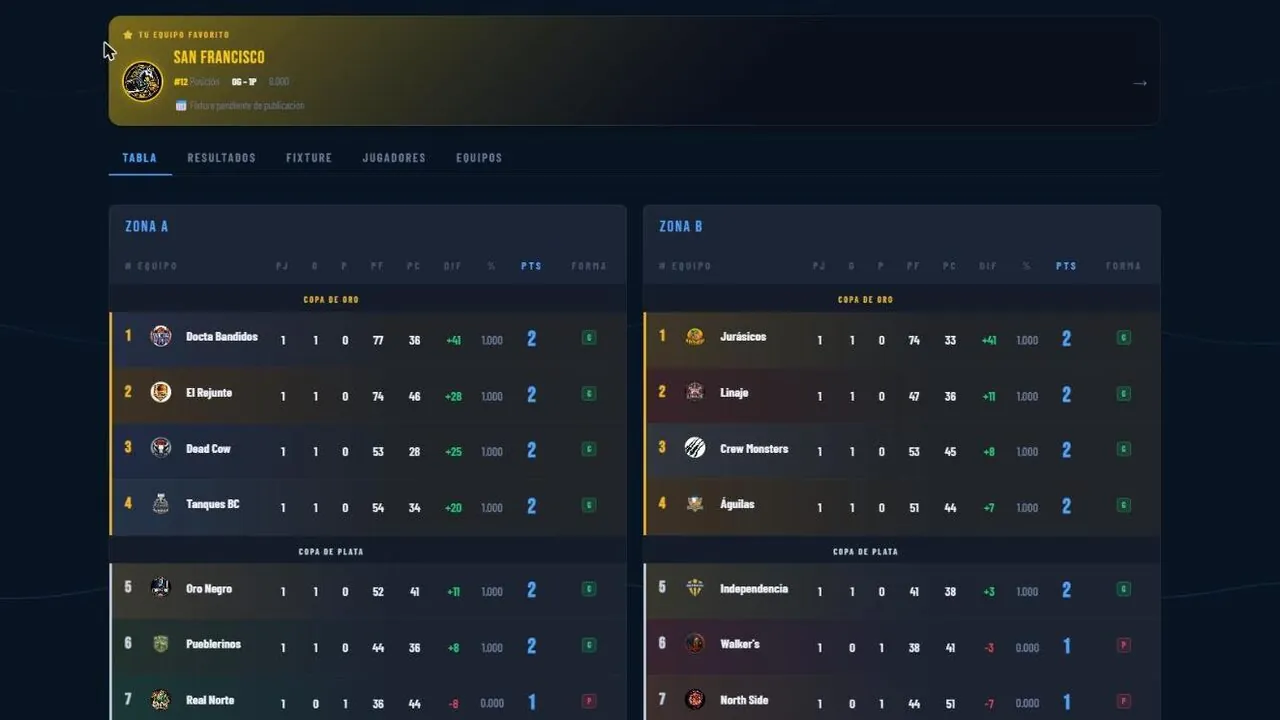 TU EQUIPO FAVORITO
SAN FRANCISCO
#12 Posición 0G - 1P 0.000
Fixture pendiente de publicación
TABLA RESULTADOS FIXTURE JUGADORES EQUIPOS
ZONA A
# EQUIPO PJ G P PF PC DIF % PTS FORMA
COPA DE ORO
1 Docta Bandidos 1 1 0 77 36 +41 1.000 2 G
2 El Rejunte 1 1 0 74 46 +28 1.000 2 G
3 Dead Cow 1 1 0 53 28 +25 1.000 2 G
4 Tanques BC 1 1 0 54 34 +20 1.000 2 G
COPA DE PLATA
5 Oro Negro 1 1 0 52 41 +11 1.000 2 G
6 Pueblerinos 1 1 0 44 36 +8 1.000 2 G
7 Real Norte 1 0 1 36 44 -8 0.000 1 P
ZONA B
# EQUIPO PJ G P PF PC DIF % PTS FORMA
COPA DE ORO
1 Jurásicos 1 1 0 74 33 +41 1.000 2 G
2 Linaje 1 1 0 47 36 +11 1.000 2 G
3 Crew Monsters 1 1 0 53 45 +8 1.000 2 G
4 Águilas 1 1 0 51 44 +7 1.000 2 G
COPA DE PLATA
5 Independencia 1 1 0 41 38 +3 1.000 2 G
6 Walker's 1 0 1 38 41 -3 0.000 1 P
7 North Side 1 0 1 44 51 -7 0.000 1 P